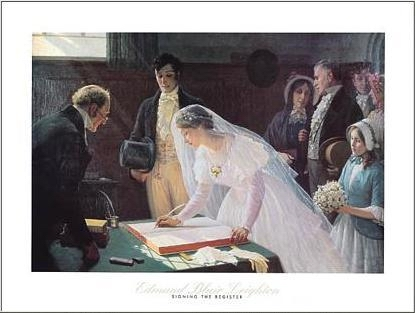 Edmund Blair Leighton
SIGNING THE REGISTER